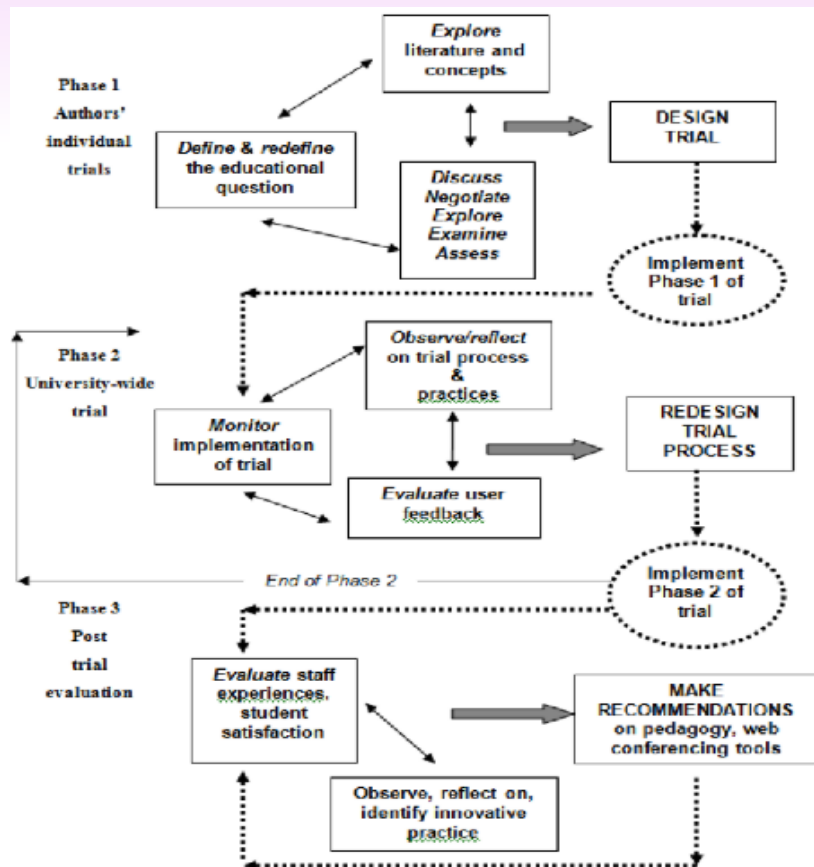 Explore
literature and
concepts
Phase 1
Authors'
individual
trials
Define & redefine
the educational
question
DESIGN
TRIAL
Discuss
Negotiate
Explore
Examine
Assess
Implement
Phase 1 of
trial
Phase 2
University-wide
trial
Observe/reflect
on trial process
&
practices
Monitor
implementation
of trial
REDESIGN
TRIAL
PROCESS
Evaluate user
feedback
End of Phase 2
Implement
Phase 2 of
trial
Phase 3
Post
trial
evaluation
Evaluate staff
experiences,
student
satisfaction
MAKE
RECOMMENDATIONS
on pedagogy, web
conferencing tools
Observe, reflect on,
identify innovative
practice